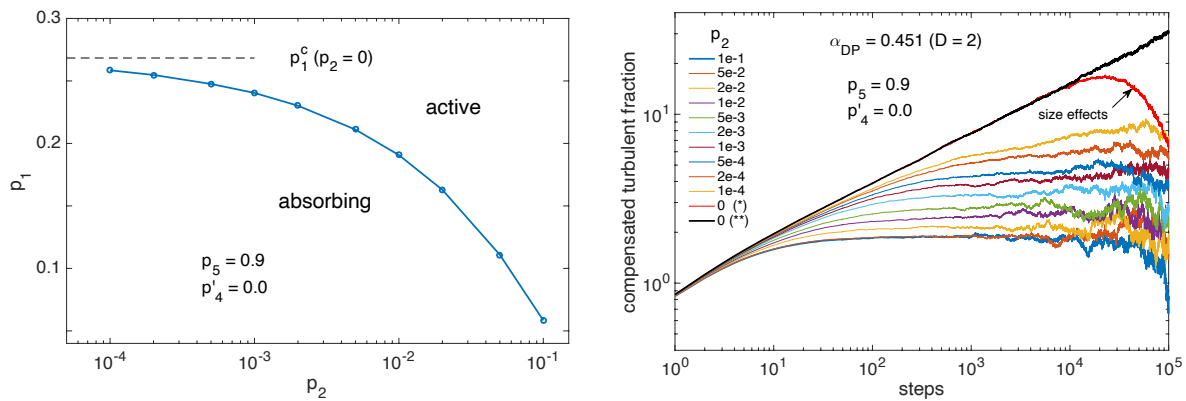 0.3
0.2
0.1
p₁
10⁻⁴
10⁻³
10⁻²
10⁻¹
p₂
p₁ᶜ (p₂ = 0)
active
absorbing
p₅ = 0.9
p'₄ = 0.0
compensated turbulent fraction
10¹
10⁰
10⁰
10¹
10²
10³
10⁴
10⁵
steps
p₂
1e-1
5e-2
2e-2
1e-2
5e-3
2e-3
1e-3
5e-4
2e-4
1e-4
0 (*)
0 (**)
α_DP = 0.451 (D = 2)
p₅ = 0.9
p'₄ = 0.0
size effects